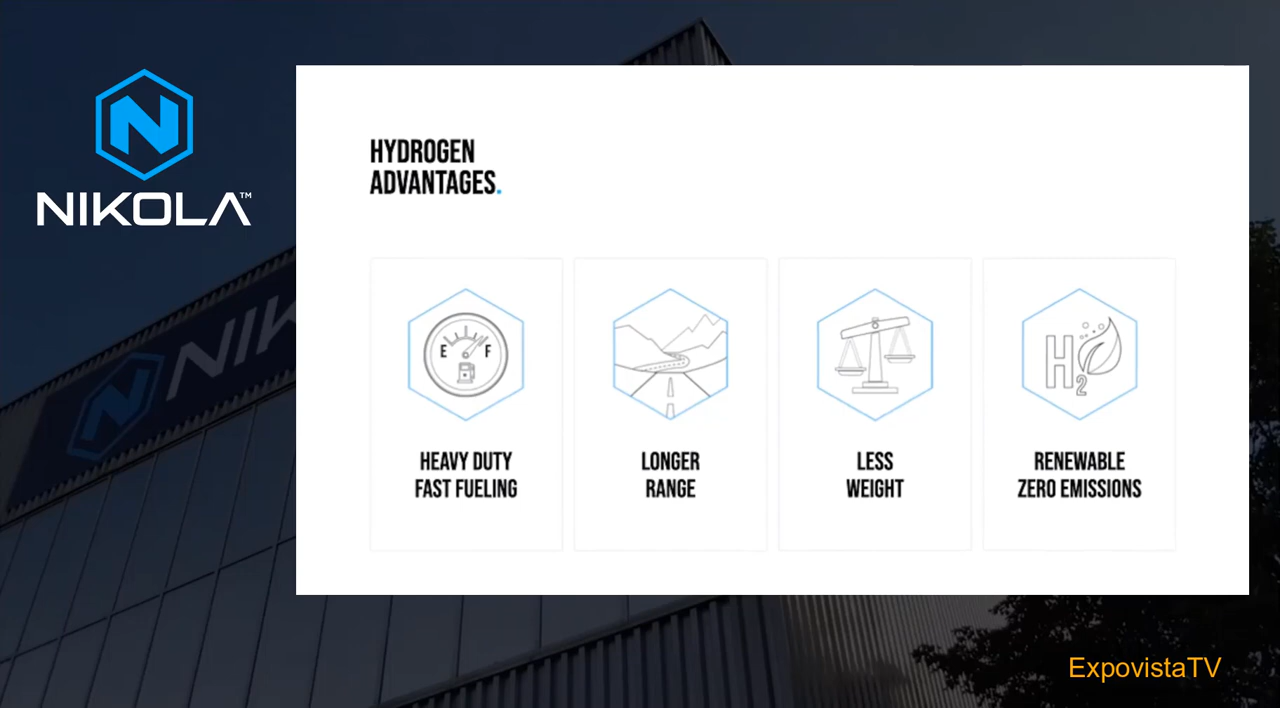 NIKOLA™
HYDROGEN
ADVANTAGES.
E F
H2
HEAVY DUTY
FAST FUELING
LONGER
RANGE
LESS
WEIGHT
RENEWABLE
ZERO EMISSIONS
N NIK
ExpovistaTV